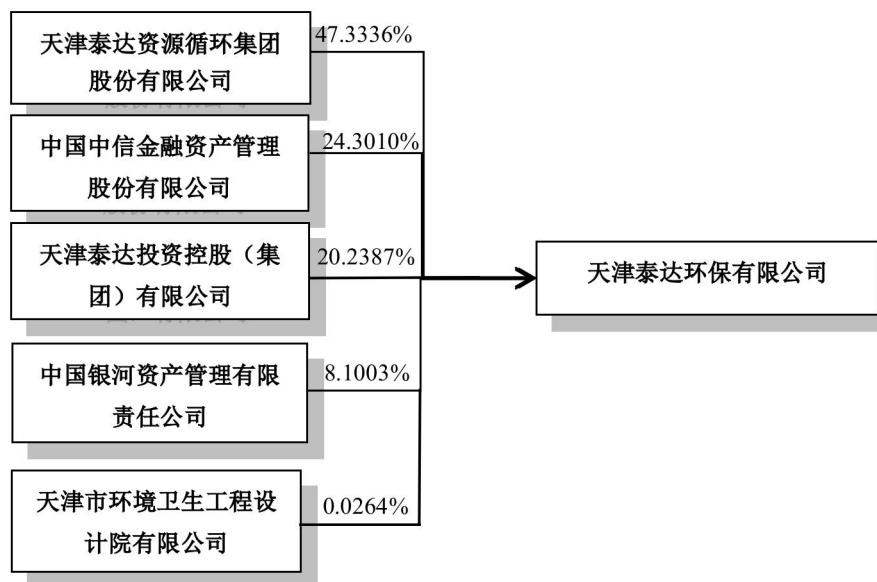 天津泰达资源循环集团
股份有限公司
47.3336%
中国中信金融资产管理
股份有限公司
24.3010%
天津泰达投资控股（集
团）有限公司
20.2387%
天津泰达环保有限公司
中国银河资产管理有限
责任公司
8.1003%
天津市环境卫生工程设
计院有限公司
0.0264%